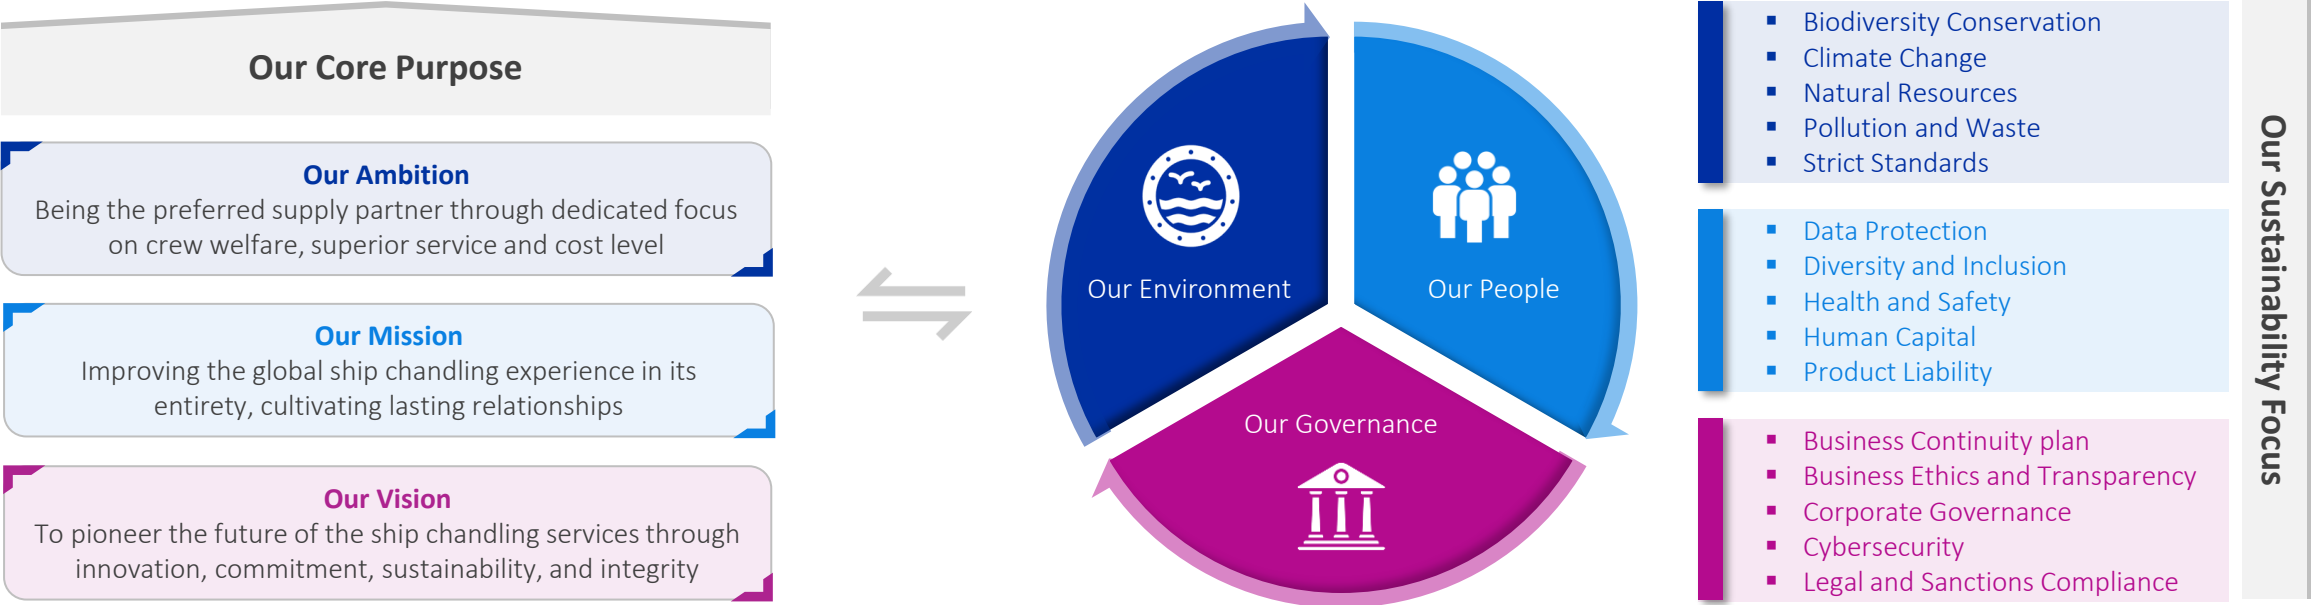 Our Core Purpose
Our Ambition
Being the preferred supply partner through dedicated focus
on crew welfare, superior service and cost level
Our Mission
Improving the global ship chandling experience in its
entirety, cultivating lasting relationships
Our Vision
To pioneer the future of the ship chandling services through
innovation, commitment, sustainability, and integrity
Our Environment
Our People
Our Governance
Biodiversity Conservation
Climate Change
Natural Resources
Pollution and Waste
Strict Standards
Data Protection
Diversity and Inclusion
Health and Safety
Human Capital
Product Liability
Business Continuity plan
Business Ethics and Transparency
Corporate Governance
Cybersecurity
Legal and Sanctions Compliance
Our Sustainability Focus